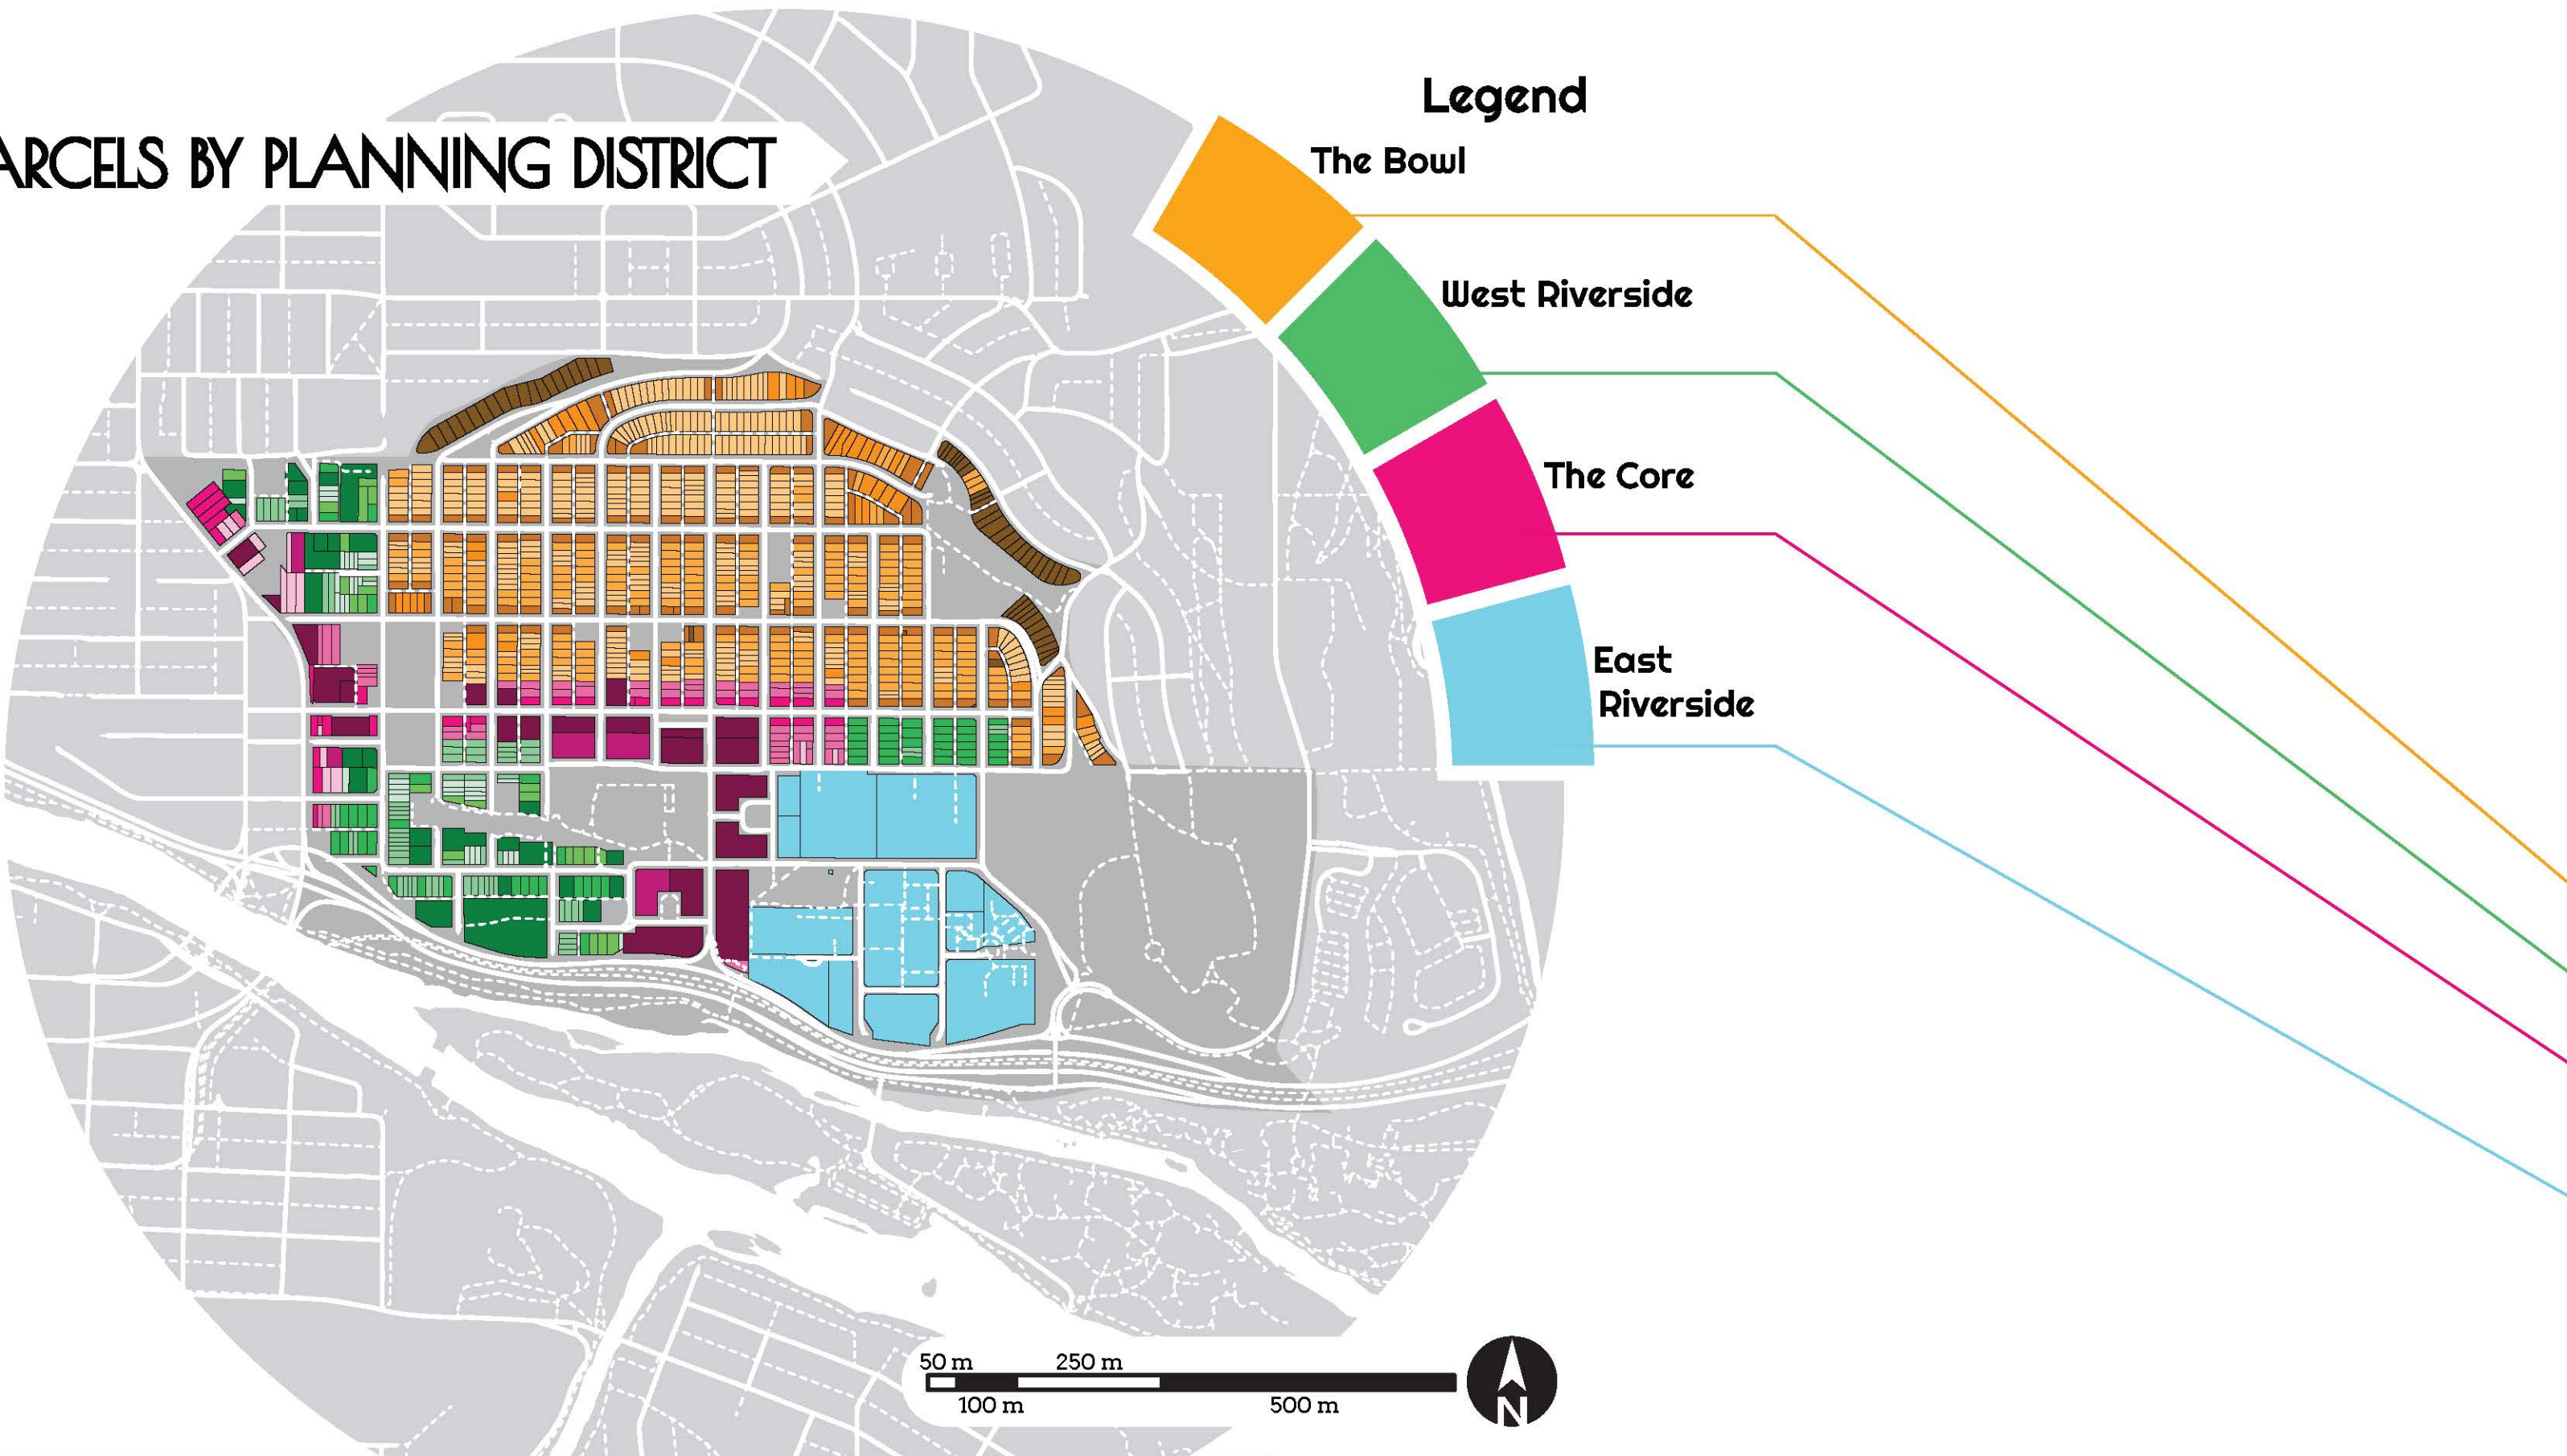 ARCELS BY PLANNING DISTRICT
Legend
The Bowl
West Riverside
The Core
East
Riverside
50 m 250 m
100 m 500 m
N